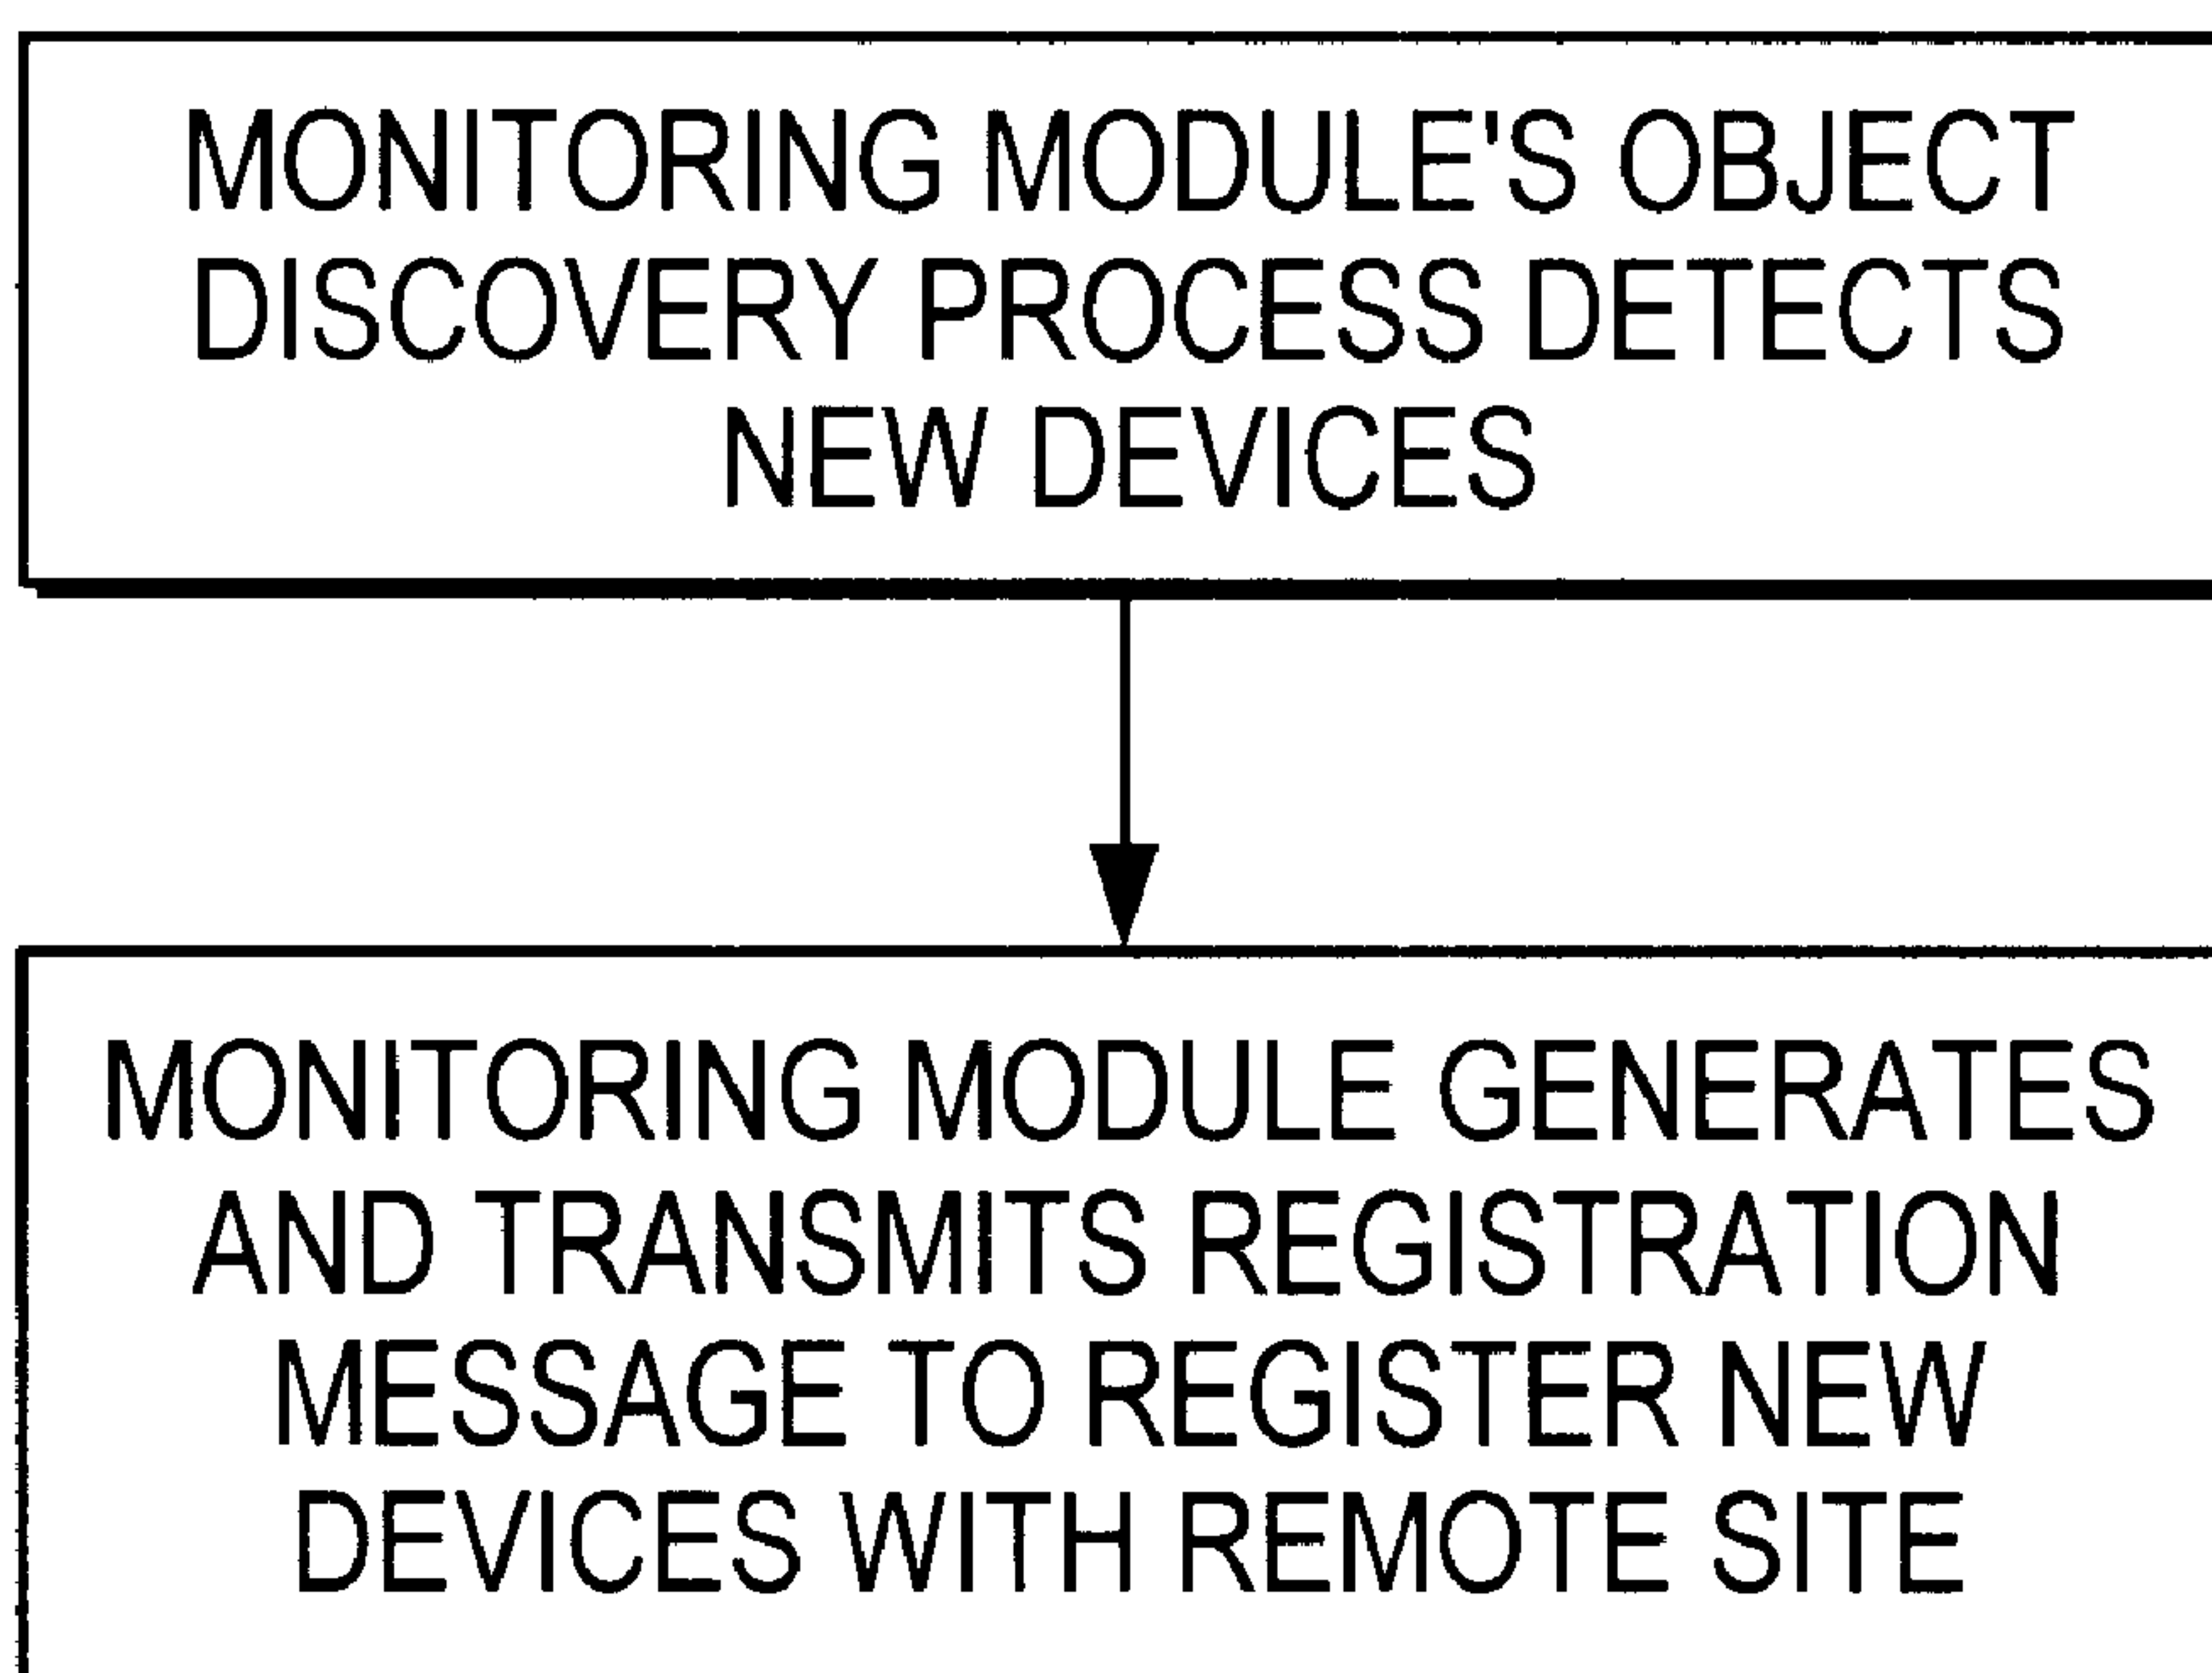 MONITORING MODULE'S OBJECT
DISCOVERY PROCESS DETECTS
NEW DEVICES
MONITORING MODULE GENERATES
AND TRANSMITS REGISTRATION
MESSAGE TO REGISTER NEW
DEVICES WITH REMOTE SITE